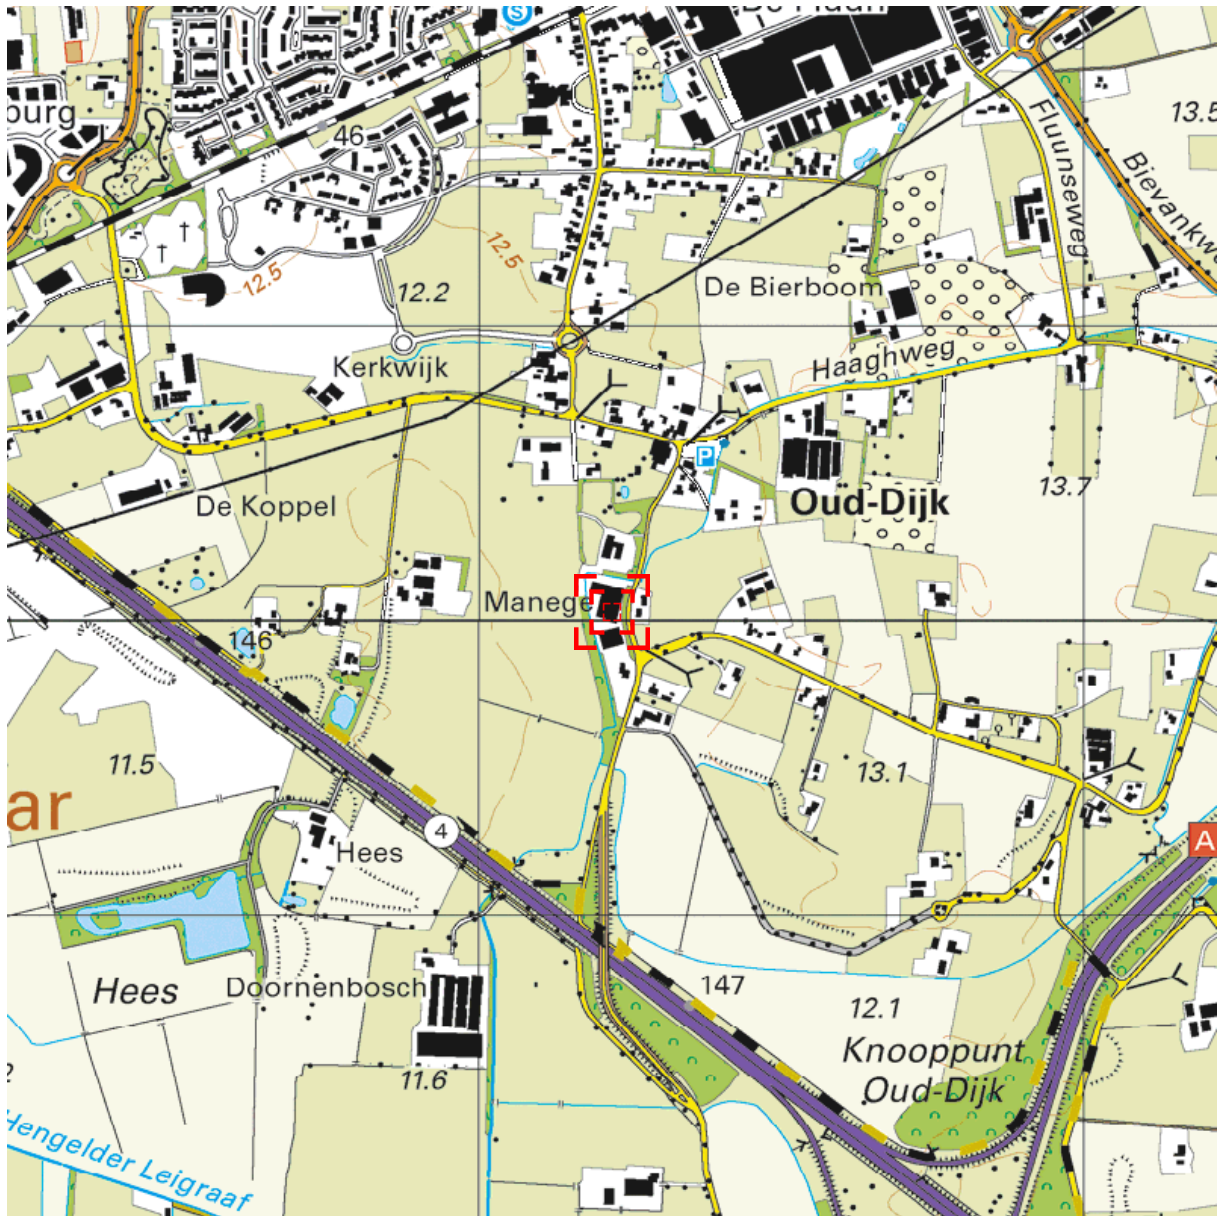 S
burg
46
13.5
Fluunseweg
12.5
12.5
12.2
De Bierboom
Kerkwijk
Haaghweg
P
De Koppel
Oud-Dijk
13.7
Manege
146
11.5
13.1
ar
4
Hees
A
Hees
Doornenbosch
147
12.1
Knooppunt
Oud-Dijk
11.6
Hengelder Leigraaf